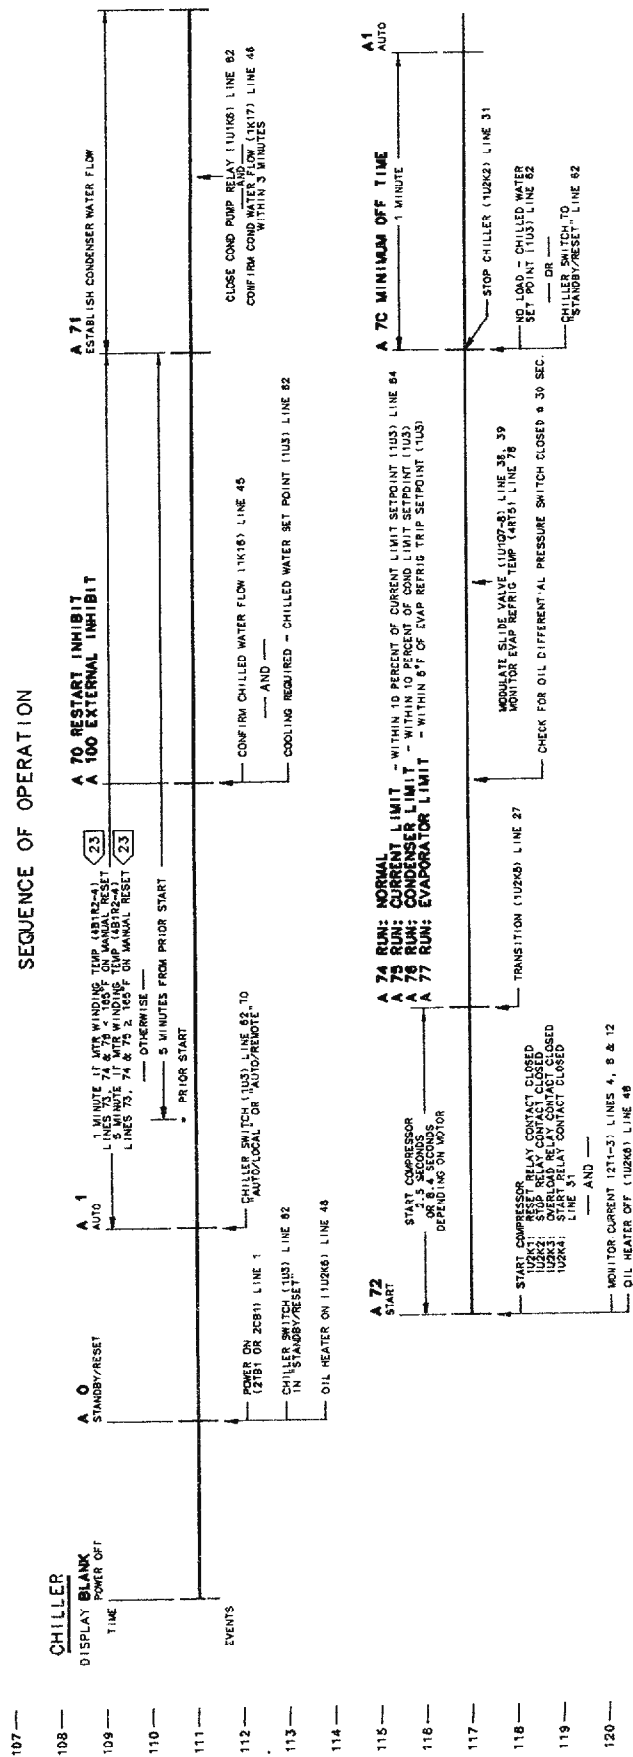 SEQUENCE OF OPERATION
107
108
109
110
111
112
113
114
115
116
117
118
119
120
CHILLER
DISPLAY BLANK
POWER OFF
TIME
EVENTS
A 0
STANDBY/RESET
POWER ON
(2TB1 OR 2CB1) LINE 1
CHILLER SWITCH (1U3) LINE 62
IN "STANDBY/RESET"
OIL HEATER ON (1U2K6) LINE 48
A 1
AUTO
CHILLER SWITCH (1U3) LINE 62 TO
"AUTO/LOCAL" OR "AUTO/REMOTE"
1 MINUTE IF MTR WINDING TEMP (4B1R2-4)
LINES 73, 74 & 75 < 165°F ON MANUAL RESET
23
5 MINUTE IF MTR WINDING TEMP (4B1R2-4)
LINES 73, 74 & 75 ≥ 165°F ON MANUAL RESET
23
OTHERWISE
5 MINUTES FROM PRIOR START
PRIOR START
A 70 RESTART INHIBIT
A 100 EXTERNAL INHIBIT
CONFIRM CHILLED WATER FLOW (1K16) LINE 45
AND
COOLING REQUIRED - CHILLED WATER SET POINT (1U3) LINE 62
A 71
ESTABLISH CONDENSER WATER FLOW
CLOSE COND PUMP RELAY (1U1K6) LINE 62
AND
CONFIRM COND WATER FLOW (1K17) LINE 46
WITHIN 3 MINUTES
A 72
START
START COMPRESSOR
2.5 SECONDS
OR 8.4 SECONDS
DEPENDING ON MOTOR
START COMPRESSOR
1U2K1: RESET RELAY CONTACT CLOSED
1U2K2: STOP RELAY CONTACT CLOSED
1U2K3: OVERLOAD RELAY CONTACT CLOSED
1U2K4: START RELAY CONTACT CLOSED
LINE 31
AND
MONITOR CURRENT (2T1-3) LINES 4, 8 & 12
OIL HEATER OFF (1U2K6) LINE 48
A 74 RUN: NORMAL
A 75 RUN: CURRENT LIMIT - WITHIN 10 PERCENT OF CURRENT LIMIT SETPOINT (1U3) LINE 64
A 76 RUN: CONDENSER LIMIT - WITHIN 10 PERCENT OF COND LIMIT SETPOINT (1U3)
A 77 RUN: EVAPORATOR LIMIT - WITHIN 6°F OF EVAP REFRIG TRIP SETPOINT (1U3)
TRANSITION (1U2K5) LINE 27
CHECK FOR OIL DIFFERENTIAL PRESSURE SWITCH CLOSED @ 30 SEC.
MODULATE SLIDE VALVE (1U1Q7-8) LINE 38, 39
MONITOR EVAP REFRIG TEMP (4RT5) LINE 78
A 7C MINIMUM OFF TIME
1 MINUTE
STOP CHILLER (1U2K2) LINE 31
NO LOAD - CHILLED WATER
SET POINT (1U3) LINE 62
OR
CHILLER SWITCH TO
"STANDBY/RESET" LINE 62
A1
AUTO